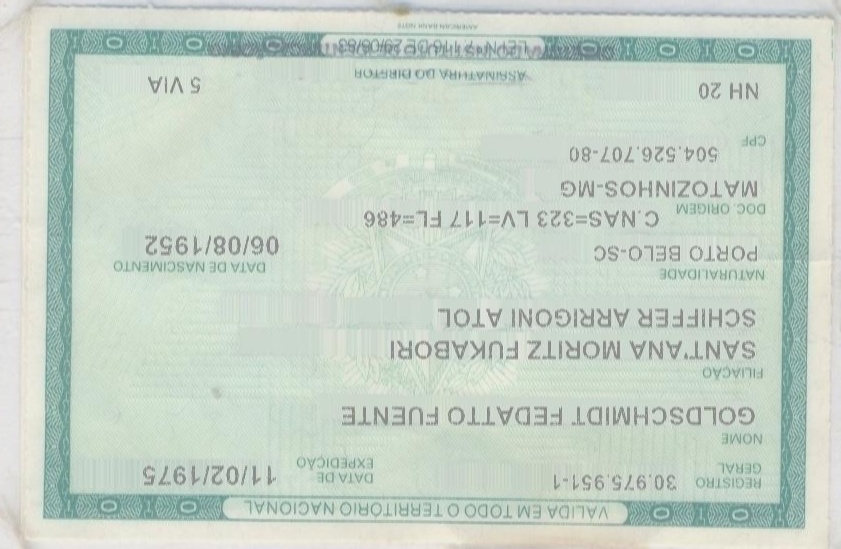 VÁLIDA EM TODO O TERRITÓRIO NACIONAL
REGISTRO GERAL 30.975.951-1 DATA DE EXPEDIÇÃO 11/02/1975
NOME
GOLDSCHMIDT FEDATTO FUENTE
FILIAÇÃO
SANT'ANA MORITZ FUKABORI
SCHIFFER ARRIGONI ATOL
NATURALIDADE DATA DE NASCIMENTO
PORTO BELO-SC 06/08/1952
DOC. ORIGEM C.NAS=323 LV=117 FL=486
MATOZINHOS-MG
CPF 504.526.707-80
NH 20 5 VIA
ASSINATURA DO DIRETOR
LEI Nº 7.116 DE 29/08/83
AMERICAN BANK NOTE